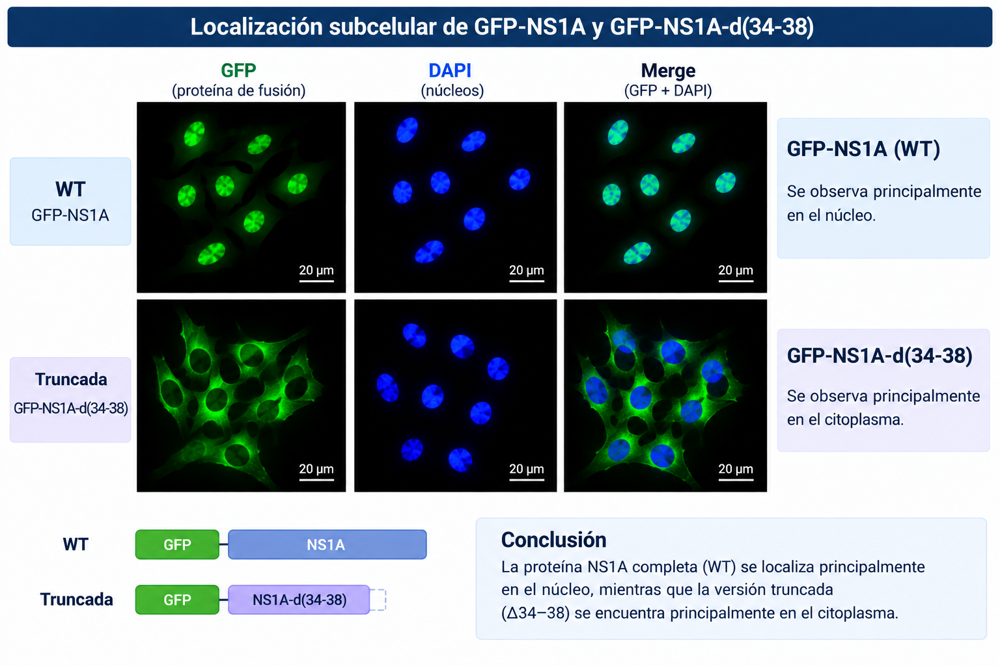 Localización subcelular de GFP-NS1A y GFP-NS1A-d(34-38)
GFP
(proteína de fusión)
DAPI
(núcleos)
Merge
(GFP + DAPI)
WT
GFP-NS1A
20 µm
20 µm
20 µm
GFP-NS1A (WT)
Se observa principalmente
en el núcleo.
Truncada
GFP-NS1A-d(34-38)
20 µm
20 µm
20 µm
GFP-NS1A-d(34-38)
Se observa principalmente
en el citoplasma.
WT
GFP
NS1A
Truncada
GFP
NS1A-d(34-38)
Conclusión
La proteína NS1A completa (WT) se localiza principalmente
en el núcleo, mientras que la versión truncada
(Δ34–38) se encuentra principalmente en el citoplasma.